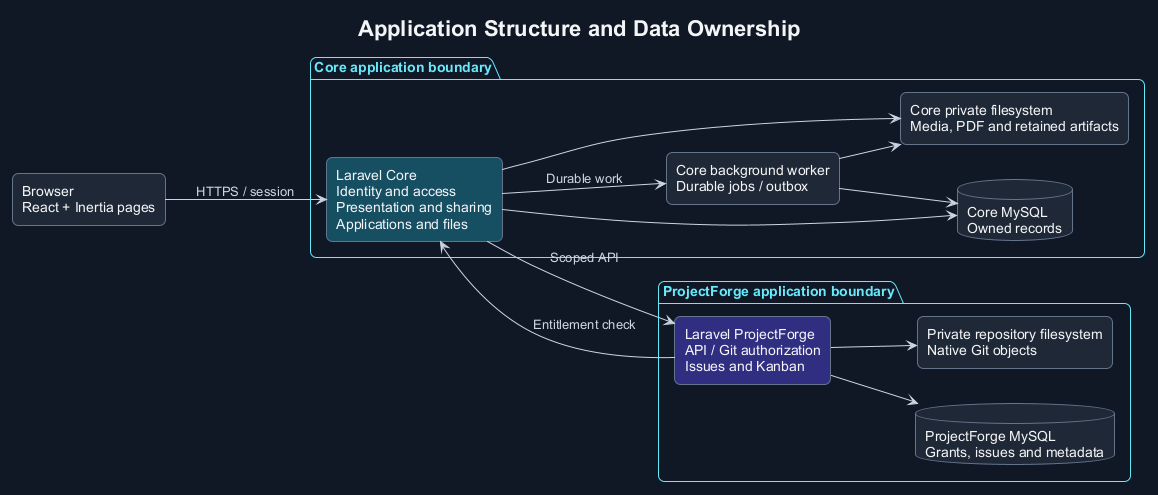 Application Structure and Data Ownership
Core application boundary
Core private filesystem
Media, PDF and retained artifacts
Laravel Core
Identity and access
Presentation and sharing
Applications and files
Durable work
Core background worker
Durable jobs / outbox
Browser
React + Inertia pages
HTTPS / session
Core MySQL
Owned records
Scoped API
ProjectForge application boundary
Entitlement check
Laravel ProjectForge
API / Git authorization
Issues and Kanban
Private repository filesystem
Native Git objects
ProjectForge MySQL
Grants, issues and metadata